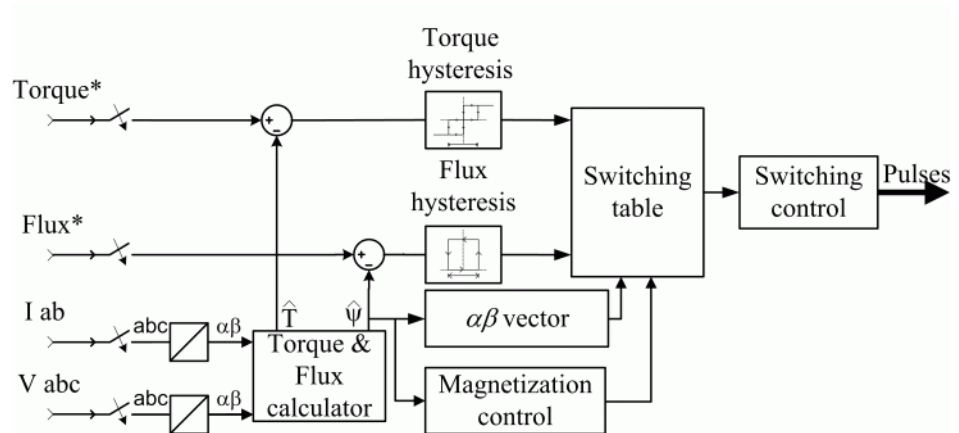 Torque
hysteresis
Torque*
+
-
Flux
hysteresis
Switching
table
Switching
control
Pulses
Flux*
+
-
I ab
abc
αβ
T̂
ψ̂
Torque &
Flux
calculator
αβ vector
V abc
abc
αβ
Magnetization
control